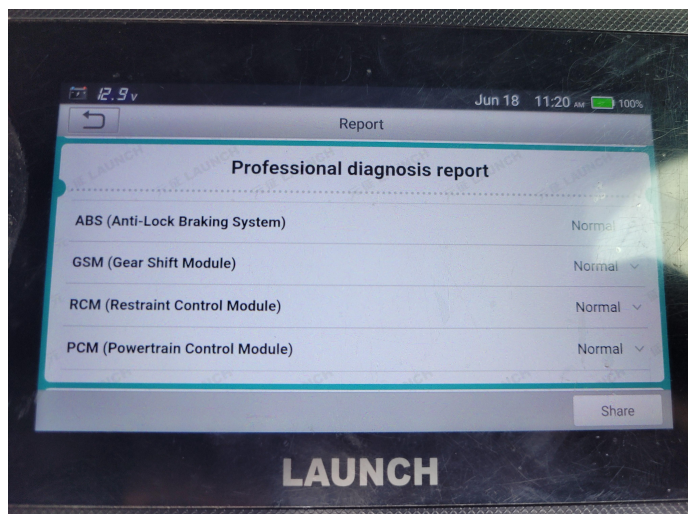 12.9 v
Jun 18 11:20 AM 100%
Report
Professional diagnosis report
ABS (Anti-Lock Braking System) Normal
GSM (Gear Shift Module) Normal
RCM (Restraint Control Module) Normal
PCM (Powertrain Control Module) Normal
Share
LAUNCH